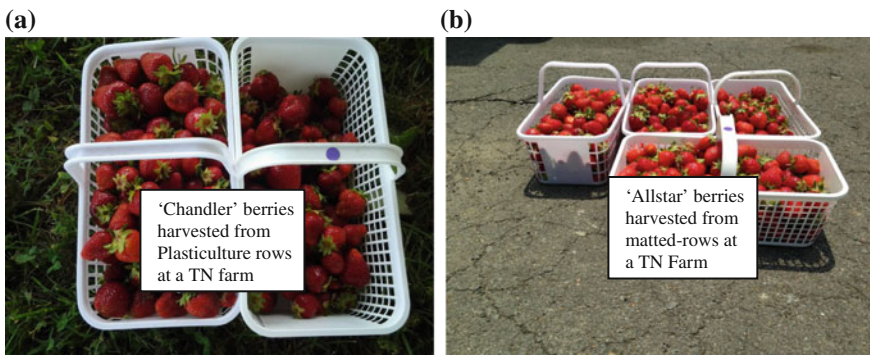 (a)
(b)
'Chandler' berries
harvested from
Plasticulture rows
at a TN farm
'Allstar' berries
harvested from
matted-rows at
a TN Farm